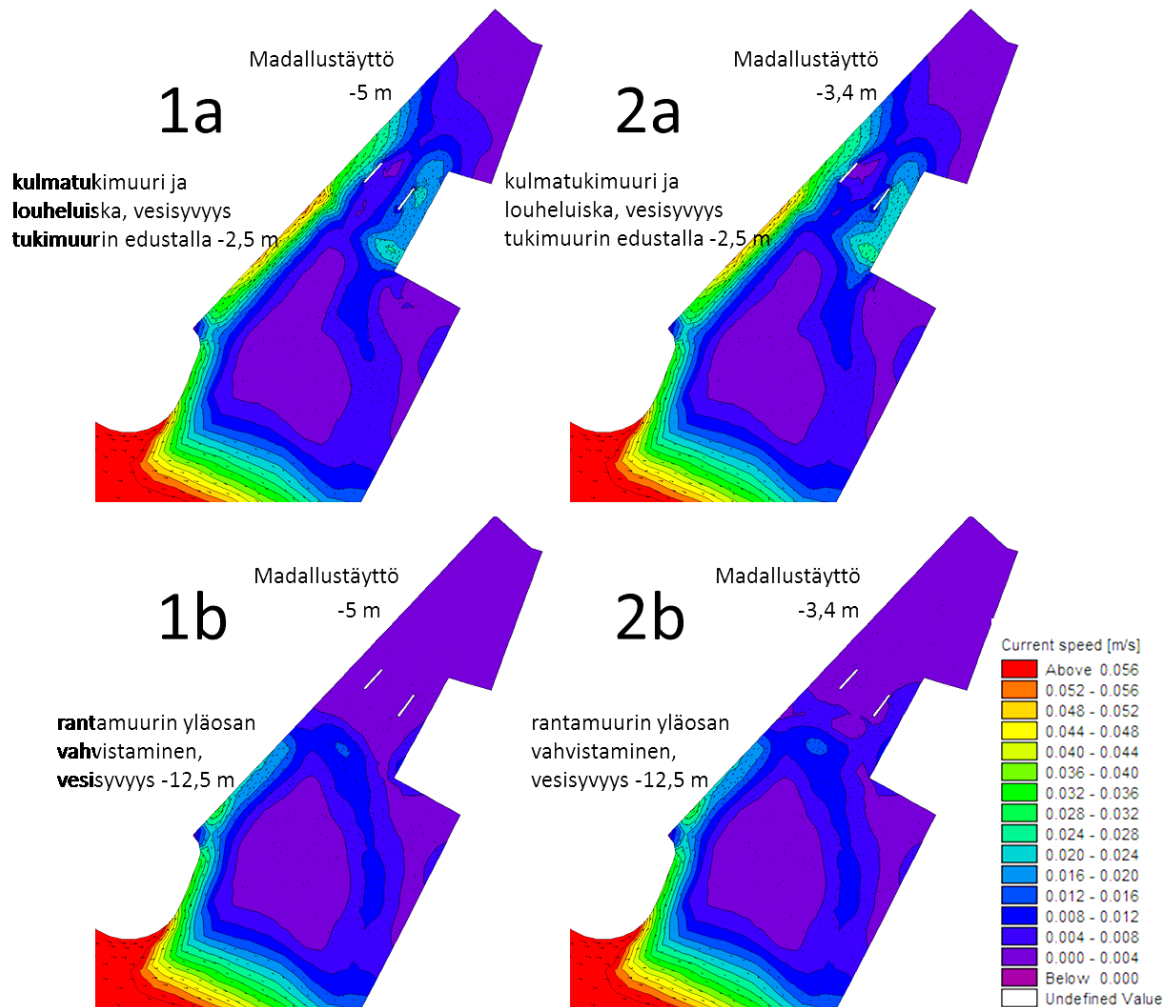 Madallustäyttö
-5 m
1a
kulmatukimuuri ja
louheluiska, vesisyvyys
tukimuurin edustalla -2,5 m
Madallustäyttö
-3,4 m
2a
kulmatukimuuri ja
louheluiska, vesisyvyys
tukimuurin edustalla -2,5 m
Madallustäyttö
-5 m
1b
rantamuurin yläosan
vahvistaminen,
vesisyvyys -12,5 m
Madallustäyttö
-3,4 m
2b
rantamuurin yläosan
vahvistaminen,
vesisyvyys -12,5 m
Current speed [m/s]
Above 0.056
0.052 - 0.056
0.048 - 0.052
0.044 - 0.048
0.040 - 0.044
0.036 - 0.040
0.032 - 0.036
0.028 - 0.032
0.024 - 0.028
0.020 - 0.024
0.016 - 0.020
0.012 - 0.016
0.008 - 0.012
0.004 - 0.008
0.000 - 0.004
Below 0.000
Undefined Value